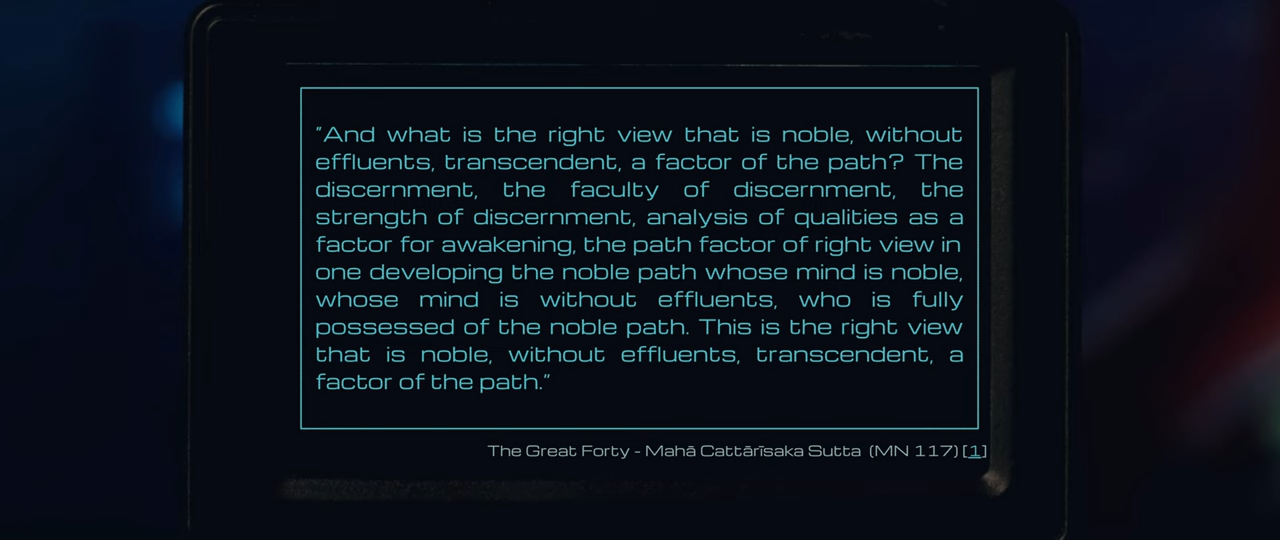 "And what is the right view that is noble, without
effluents, transcendent, a factor of the path? The
discernment, the faculty of discernment, the
strength of discernment, analysis of qualities as a
factor for awakening, the path factor of right view in
one developing the noble path whose mind is noble,
whose mind is without effluents, who is fully
possessed of the noble path. This is the right view
that is noble, without effluents, transcendent, a
factor of the path."
The Great Forty - Mahā Cattārīsaka Sutta (MN 117) [1]